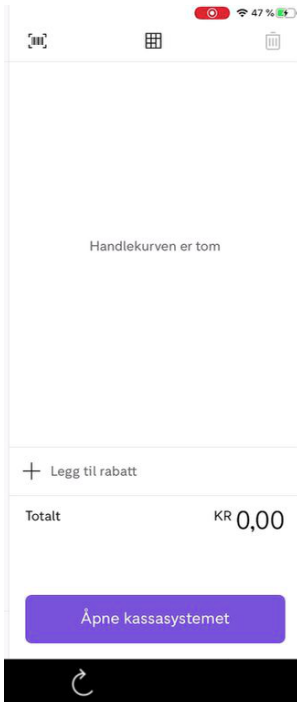 47 %
Handlekurven er tom
Legg til rabatt
Totalt KR 0,00
Åpne kassasystemet